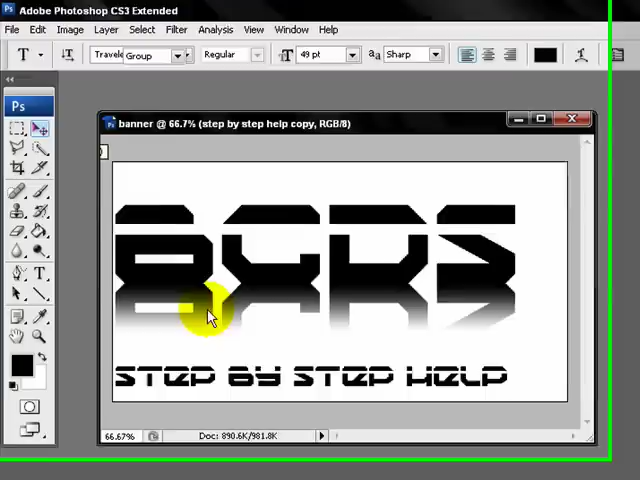 Adobe Photoshop CS3 Extended
File Edit Image Layer Select Filter Analysis View Window Help
T Group Regular 49 pt aa Sharp
Ps
banner @ 66.7% (step by step help copy, RGB/8)
STEP BY STEP HELP
66.67% Doc: 890.6K/981.8K